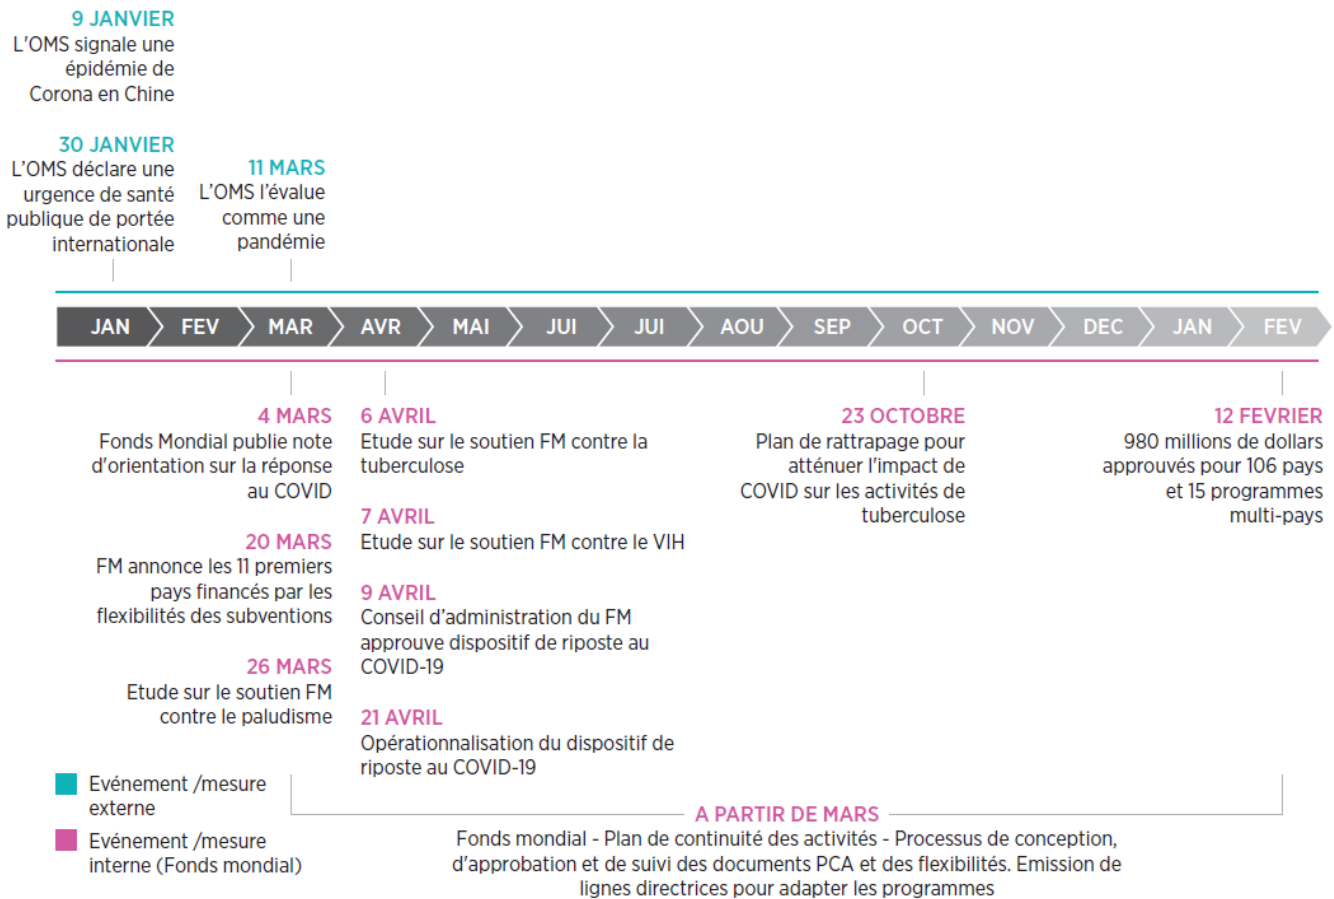 9 JANVIER
L'OMS signale une
épidémie de
Corona en Chine
30 JANVIER
L'OMS déclare une
urgence de santé
publique de portée
internationale
11 MARS
L'OMS l'évalue
comme une
pandémie
JAN FEV MAR AVR MAI JUI JUI AOU SEP OCT NOV DEC JAN FEV
4 MARS
Fonds Mondial publie note
d'orientation sur la réponse
au COVID
20 MARS
FM annonce les 11 premiers
pays financés par les
flexibilités des subventions
26 MARS
Etude sur le soutien FM
contre le paludisme
6 AVRIL
Etude sur le soutien FM contre la
tuberculose
7 AVRIL
Etude sur le soutien FM contre le VIH
9 AVRIL
Conseil d'administration du FM
approuve dispositif de riposte au
COVID-19
21 AVRIL
Opérationnalisation du dispositif de
riposte au COVID-19
23 OCTOBRE
Plan de rattrapage pour
atténuer l'impact de
COVID sur les activités de
tuberculose
12 FEVRIER
980 millions de dollars
approuvés pour 106 pays
et 15 programmes
multi-pays
Evénement /mesure
externe
Evénement /mesure
interne (Fonds mondial)
A PARTIR DE MARS
Fonds mondial - Plan de continuité des activités - Processus de conception,
d'approbation et de suivi des documents PCA et des flexibilités. Emission de
lignes directrices pour adapter les programmes